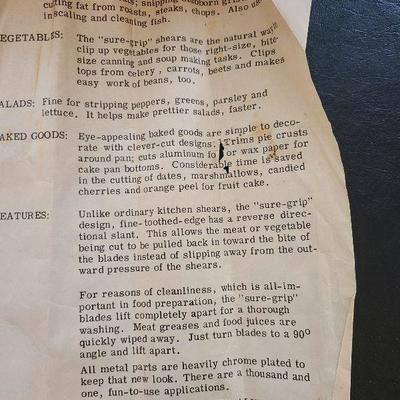 cutting fat from roasts, steaks, chops. Also use
in scaling and cleaning fish.
EGETABLES: The "sure-grip" shears are the natural way to
clip up vegetables for those right-size, bite-
size canning and soup making tasks. Clips
tops from celery, carrots, beets and makes
easy work of beans, too.
ALADS: Fine for stripping peppers, greens, parsley and
lettuce. It helps make prettier salads, faster.
AKED GOODS: Eye-appealing baked goods are simple to deco-
rate with clever-cut designs. Trims pie crusts
around pan; cuts aluminum fo or wax paper for
cake pan bottoms. Considerable time is saved
in the cutting of dates, marshmallows, candied
cherries and orange peel for fruit cake.
EATURES: Unlike ordinary kitchen shears, the "sure-grip"
design, fine-toothed-edge has a reverse direc-
tional slant. This allows the meat or vegetable
being cut to be pulled back in toward the bite of
the blades instead of slipping away from the out-
ward pressure of the shears.
For reasons of cleanliness, which is all-im-
portant in food preparation, the "sure-grip"
blades lift completely apart for a thorough
washing. Meat greases and food juices are
quickly wiped away. Just turn blades to a 90°
angle and lift apart.
All metal parts are heavily chrome plated to
keep that new look. There are a thousand and
one, fun-to-use applications.